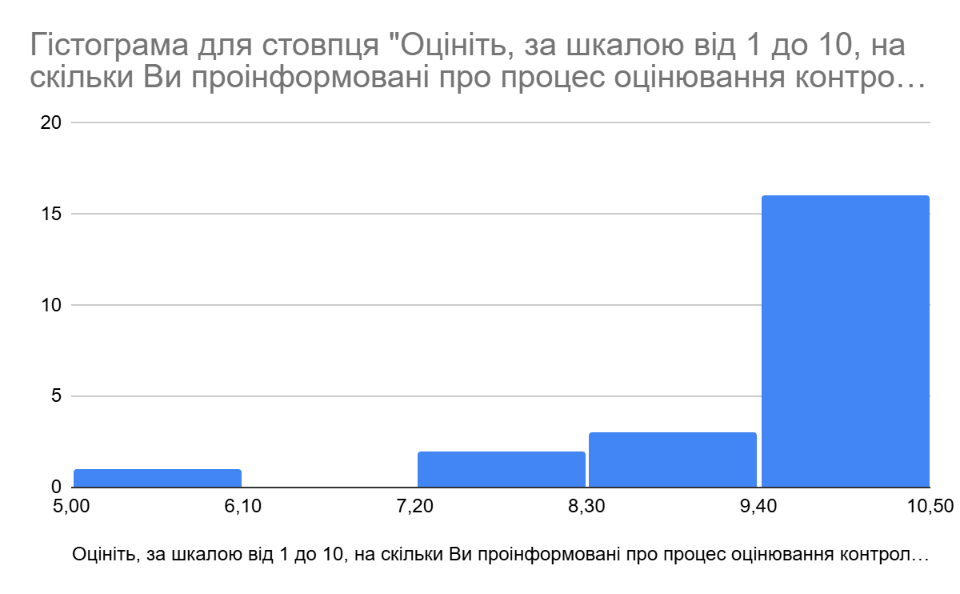 Гістограма для стовпця "Оцініть, за шкалою від 1 до 10, на
скільки Ви проінформовані про процес оцінювання контро…
20
15
10
5
0
5,00 6,10 7,20 8,30 9,40 10,50
Оцініть, за шкалою від 1 до 10, на скільки Ви проінформовані про процес оцінювання контрол…